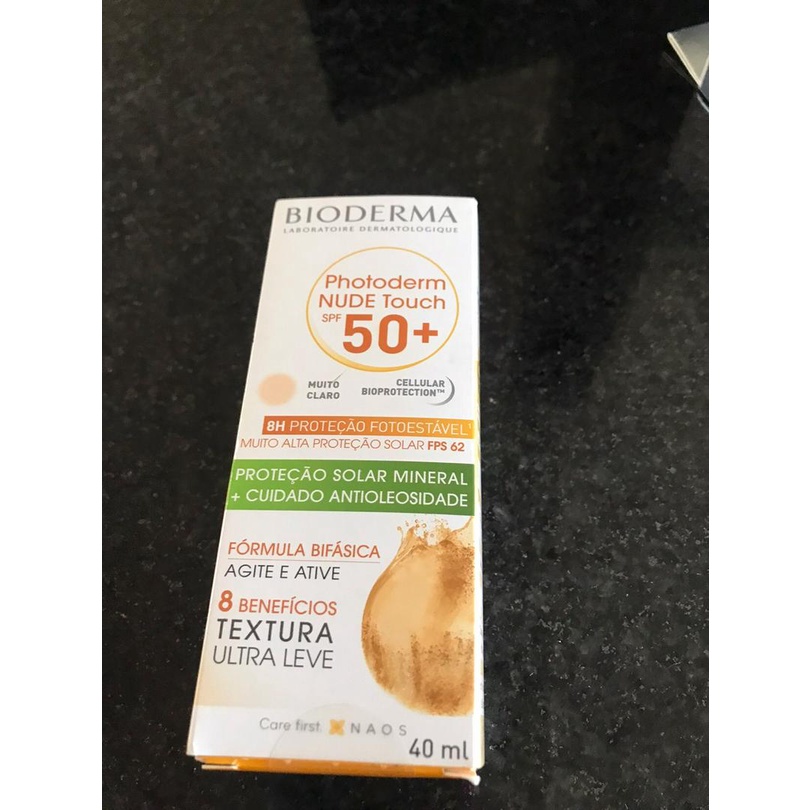 BIODERMA
LABORATOIRE DERMATOLOGIQUE
Photoderm
NUDE Touch
SPF 50+
MUITO
CLARO
CELLULAR
BIOPROTECTION™
8H PROTEÇÃO FOTOESTÁVEL¹
MUITO ALTA PROTEÇÃO SOLAR FPS 62
PROTEÇÃO SOLAR MINERAL
+ CUIDADO ANTIOLEOSIDADE
FÓRMULA BIFÁSICA
AGITE E ATIVE
8 BENEFÍCIOS
TEXTURA
ULTRA LEVE
Care first. NAOS
40 ml